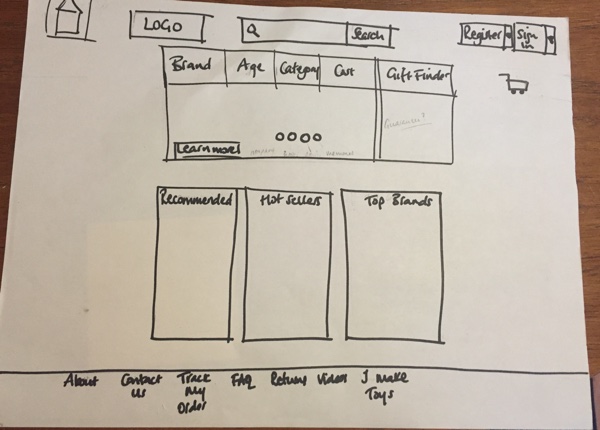 LOGO
Search
Register
Sign
in
Brand Age Category Cost Gift Finder
Learn more
Recommended Hot Sellers Top Brands
About Contact
us Track
My
Order FAQ Returns Videos I make
Toys